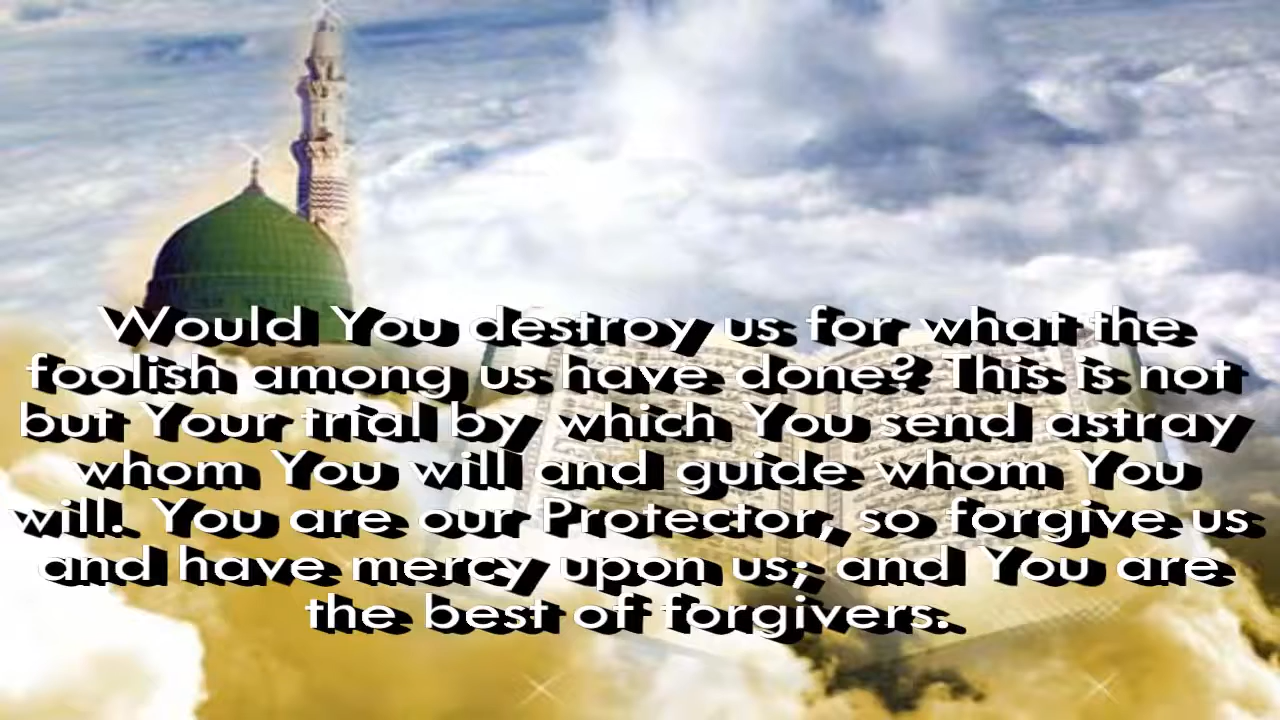 Would You destroy us for what the
foolish among us have done? This is not
but Your trial by which You send astray
whom You will and guide whom You
will. You are our Protector, so forgive us
and have mercy upon us; and You are
the best of forgivers.